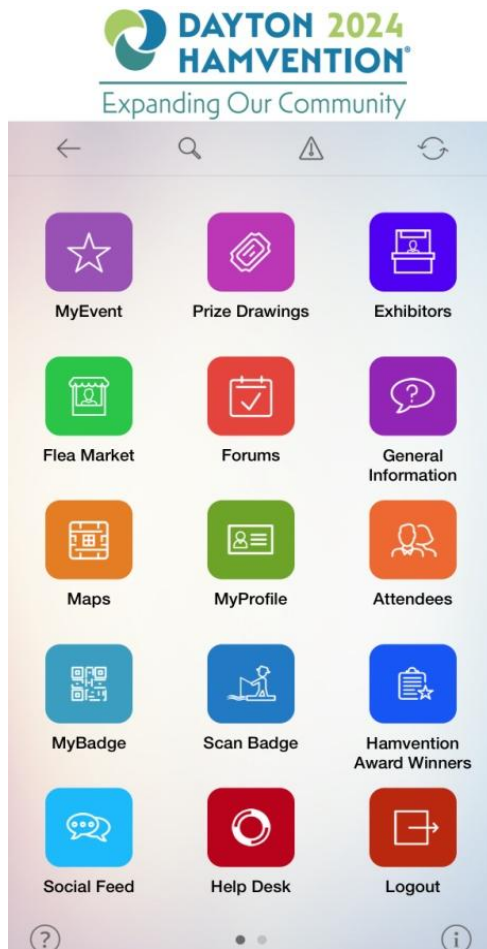 DAYTON 2024
HAMVENTION®
Expanding Our Community
MyEvent
Prize Drawings
Exhibitors
Flea Market
Forums
General
Information
Maps
MyProfile
Attendees
MyBadge
Scan Badge
Hamvention
Award Winners
Social Feed
Help Desk
Logout